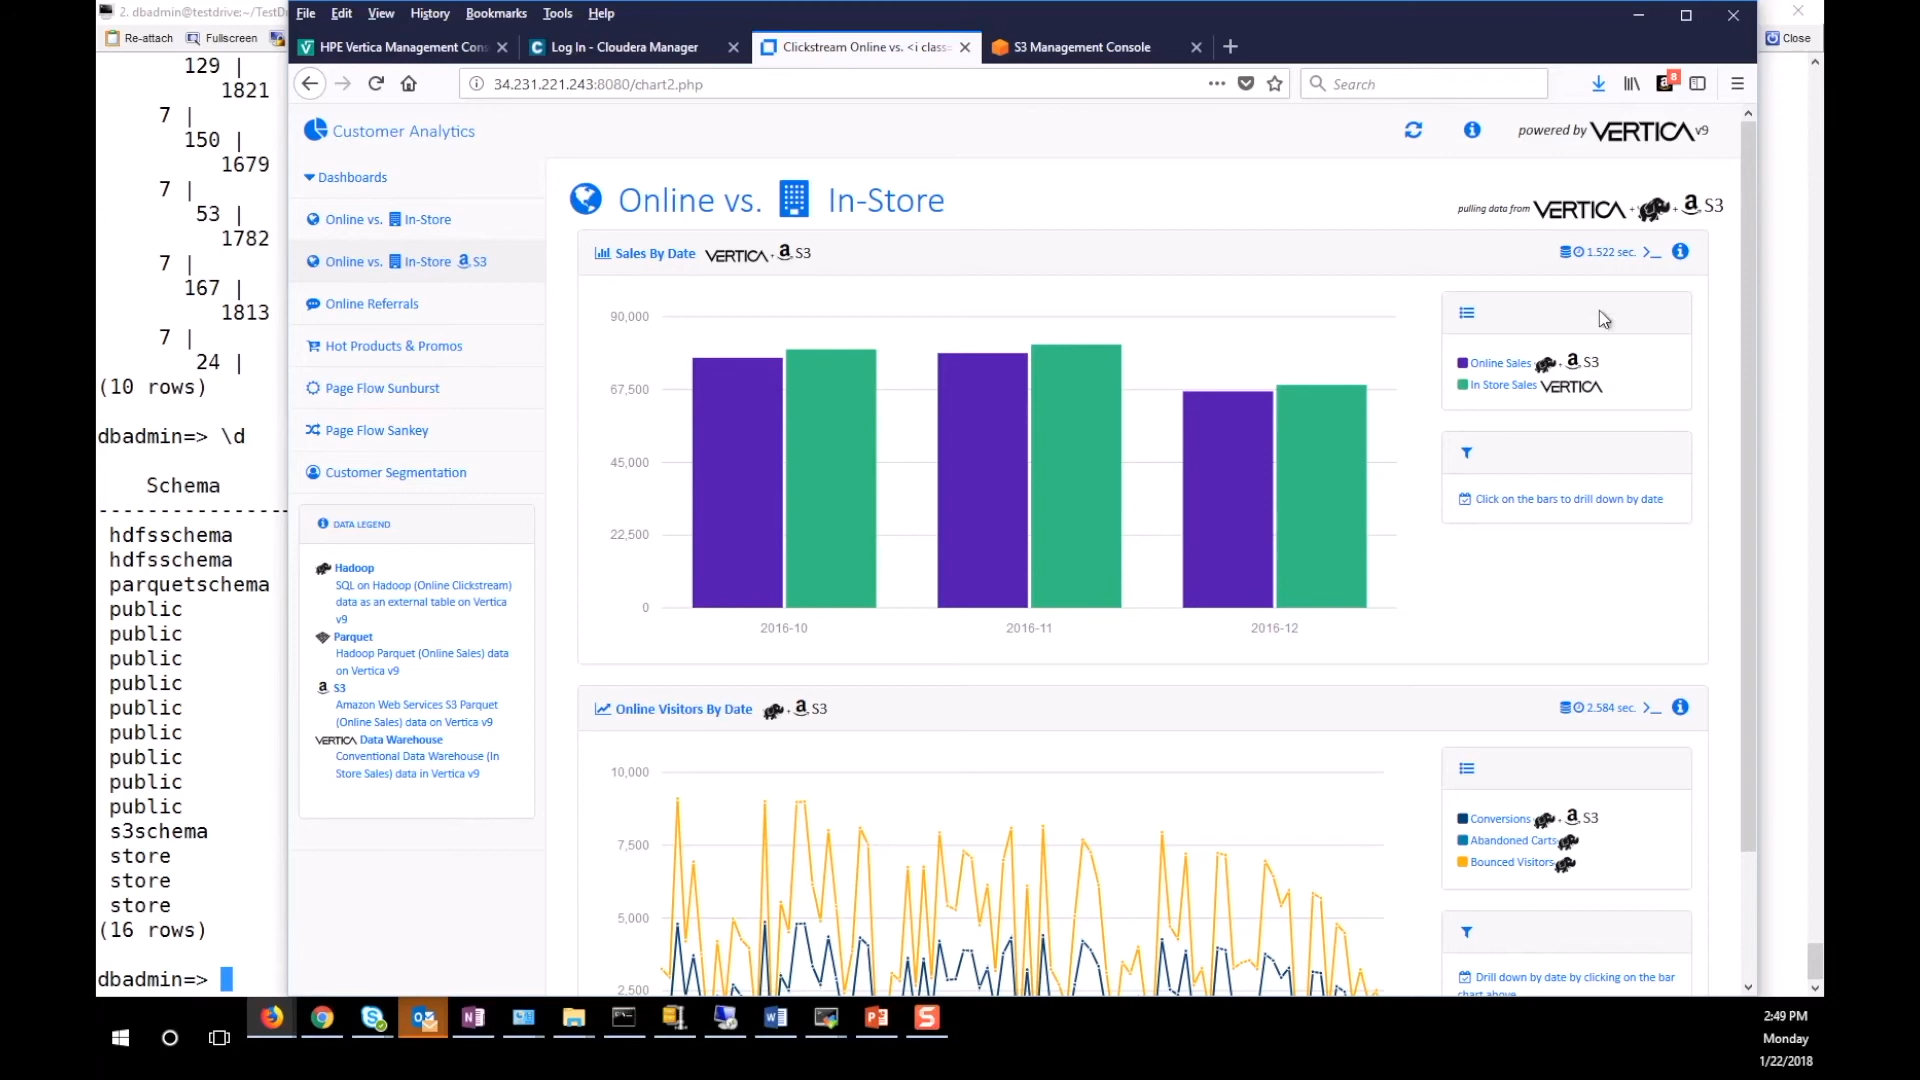 2. dbadmin@testdrive:~/TestDr
Re-attach
Fullscreen
129 |
1821
7 |
150 |
1679
7 |
53 |
1782
7 |
167 |
1813
7 |
24 |
(10 rows)
dbadmin=> \d
Schema
hdfsschema
hdfsschema
parquetschema
public
public
public
public
public
public
public
public
public
s3schema
store
store
store
(16 rows)
dbadmin=>
File Edit View History Bookmarks Tools Help
HPE Vertica Management Cons
Log In - Cloudera Manager
Clickstream Online vs. <i class=
S3 Management Console
Close
34.231.221.243:8080/chart2.php
Search
8
Customer Analytics
powered by VERTICA v9
Dashboards
Online vs. In-Store
Online vs. In-Store S3
Online Referrals
Hot Products & Promos
Page Flow Sunburst
Page Flow Sankey
Customer Segmentation
DATA LEGEND
Hadoop
SQL on Hadoop (Online Clickstream)
data as an external table on Vertica
v9
Parquet
Hadoop Parquet (Online Sales) data
on Vertica v9
S3
Amazon Web Services S3 Parquet
(Online Sales) data on Vertica v9
VERTICA Data Warehouse
Conventional Data Warehouse (In
Store Sales) data in Vertica v9
Online vs. In-Store
pulling data from VERTICA + + S3
Sales By Date VERTICA + S3
1.522 sec.
90,000
67,500
45,000
22,500
0
2016-10
2016-11
2016-12
Online Sales + S3
In Store Sales VERTICA
Click on the bars to drill down by date
Online Visitors By Date + S3
2.584 sec.
10,000
7,500
5,000
2,500
Conversions + S3
Abandoned Carts
Bounced Visitors
Drill down by date by clicking on the bar
chart above
2:49 PM
Monday
1/22/2018